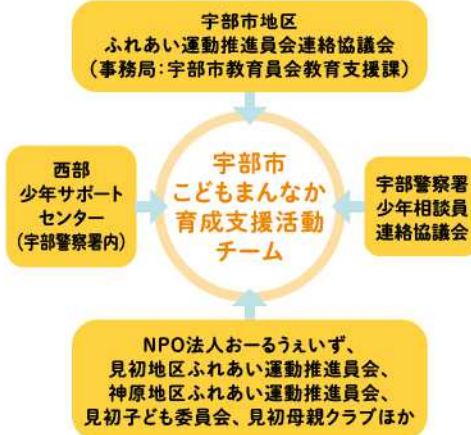 宇部市地区
ふれあい運動推進員会連絡協議会
(事務局:宇部市教育員会教育支援課)
西部
少年サポート
センター
(宇部警察署内)
宇部市
こどもまんなか
育成支援活動
チーム
宇部警察署
少年相談員
連絡協議会
NPO法人おーるうぇいず、
見初地区ふれあい運動推進員会、
神原地区ふれあい運動推進員会、
見初子ども委員会、見初母親クラブほか